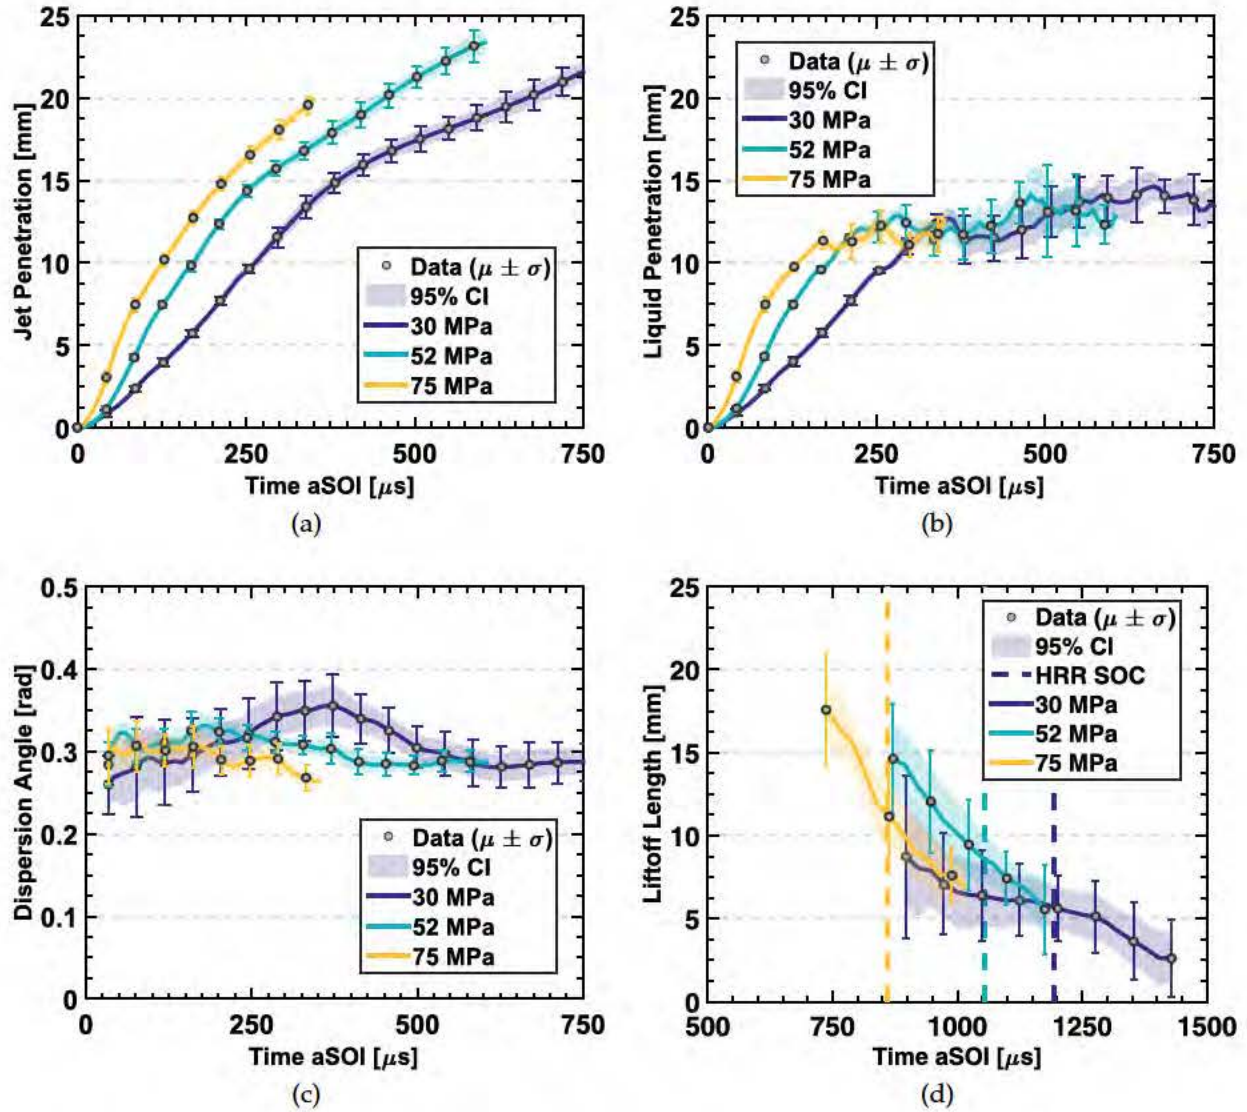 25
20
15
10
5
0
Jet Penetration [mm]
Data (μ ± σ)
95% CI
30 MPa
52 MPa
75 MPa
0 250 500 750
Time aSOI [μs]
(a)
25
20
15
10
5
0
Liquid Penetration [mm]
Data (μ ± σ)
95% CI
30 MPa
52 MPa
75 MPa
0 250 500 750
Time aSOI [μs]
(b)
0.5
0.4
0.3
0.2
0.1
0
Dispersion Angle [rad]
Data (μ ± σ)
95% CI
30 MPa
52 MPa
75 MPa
0 250 500 750
Time aSOI [μs]
(c)
25
20
15
10
5
0
Liftoff Length [mm]
Data (μ ± σ)
95% CI
HRR SOC
30 MPa
52 MPa
75 MPa
500 750 1000 1250 1500
Time aSOI [μs]
(d)